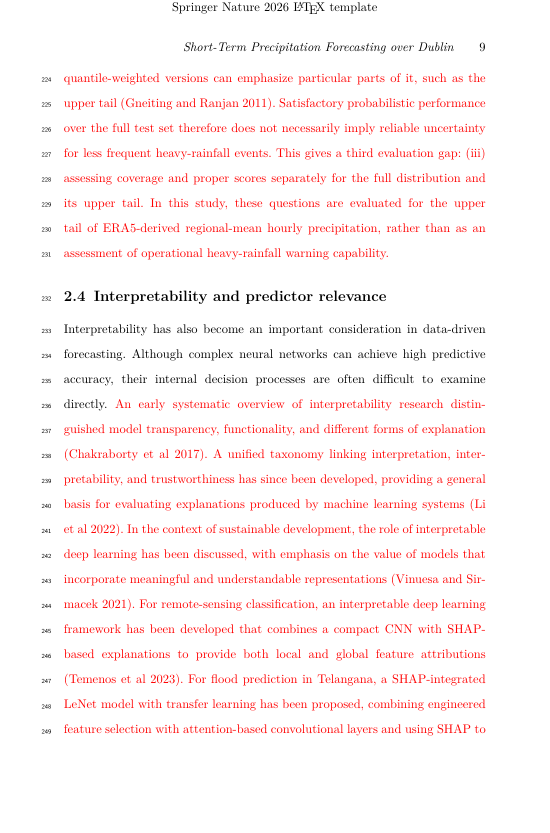 Springer Nature 2026 LATEX template
Short-Term Precipitation Forecasting over Dublin 9
224 quantile-weighted versions can emphasize particular parts of it, such as the
225 upper tail (Gneiting and Ranjan 2011). Satisfactory probabilistic performance
226 over the full test set therefore does not necessarily imply reliable uncertainty
227 for less frequent heavy-rainfall events. This gives a third evaluation gap: (iii)
228 assessing coverage and proper scores separately for the full distribution and
229 its upper tail. In this study, these questions are evaluated for the upper
230 tail of ERA5-derived regional-mean hourly precipitation, rather than as an
231 assessment of operational heavy-rainfall warning capability.
232 2.4 Interpretability and predictor relevance
233 Interpretability has also become an important consideration in data-driven
234 forecasting. Although complex neural networks can achieve high predictive
235 accuracy, their internal decision processes are often difficult to examine
236 directly. An early systematic overview of interpretability research distin-
237 guished model transparency, functionality, and different forms of explanation
238 (Chakraborty et al 2017). A unified taxonomy linking interpretation, inter-
239 pretability, and trustworthiness has since been developed, providing a general
240 basis for evaluating explanations produced by machine learning systems (Li
241 et al 2022). In the context of sustainable development, the role of interpretable
242 deep learning has been discussed, with emphasis on the value of models that
243 incorporate meaningful and understandable representations (Vinuesa and Sir-
244 macek 2021). For remote-sensing classification, an interpretable deep learning
245 framework has been developed that combines a compact CNN with SHAP-
246 based explanations to provide both local and global feature attributions
247 (Temenos et al 2023). For flood prediction in Telangana, a SHAP-integrated
248 LeNet model with transfer learning has been proposed, combining engineered
249 feature selection with attention-based convolutional layers and using SHAP to